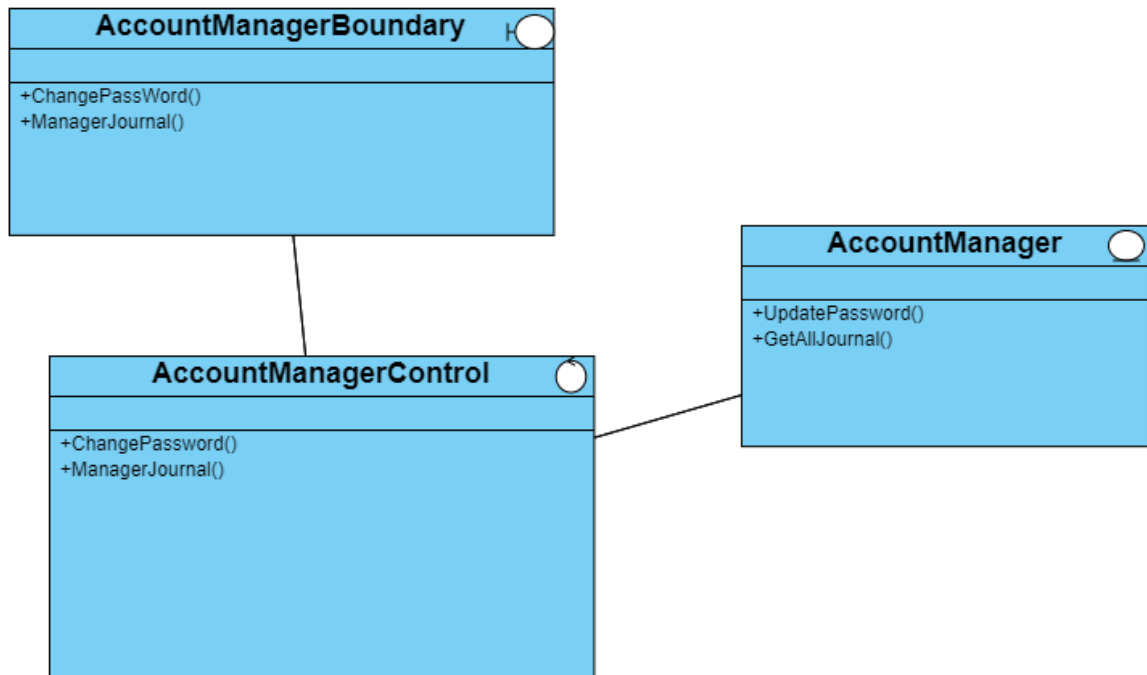 AccountManagerBoundary
+ChangePassWord()
+ManagerJournal()
AccountManager
+UpdatePassword()
+GetAllJournal()
AccountManagerControl
+ChangePassword()
+ManagerJournal()